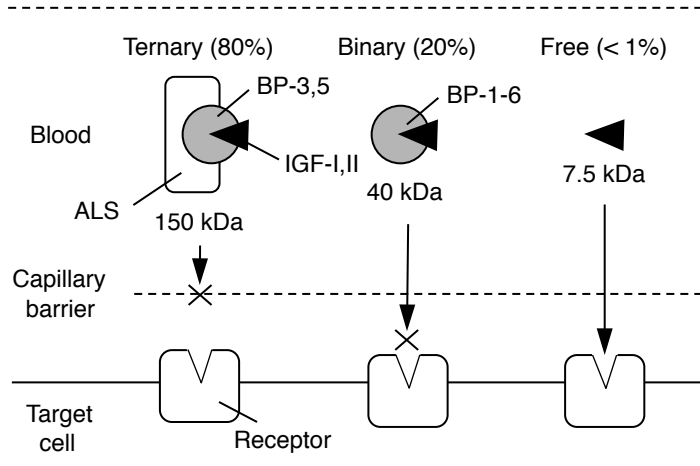 Ternary (80%) Binary (20%) Free (< 1%)
BP-3,5
BP-1-6
Blood
IGF-I,II
7.5 kDa
40 kDa
ALS
150 kDa
Capillary
barrier
Target
cell
Receptor